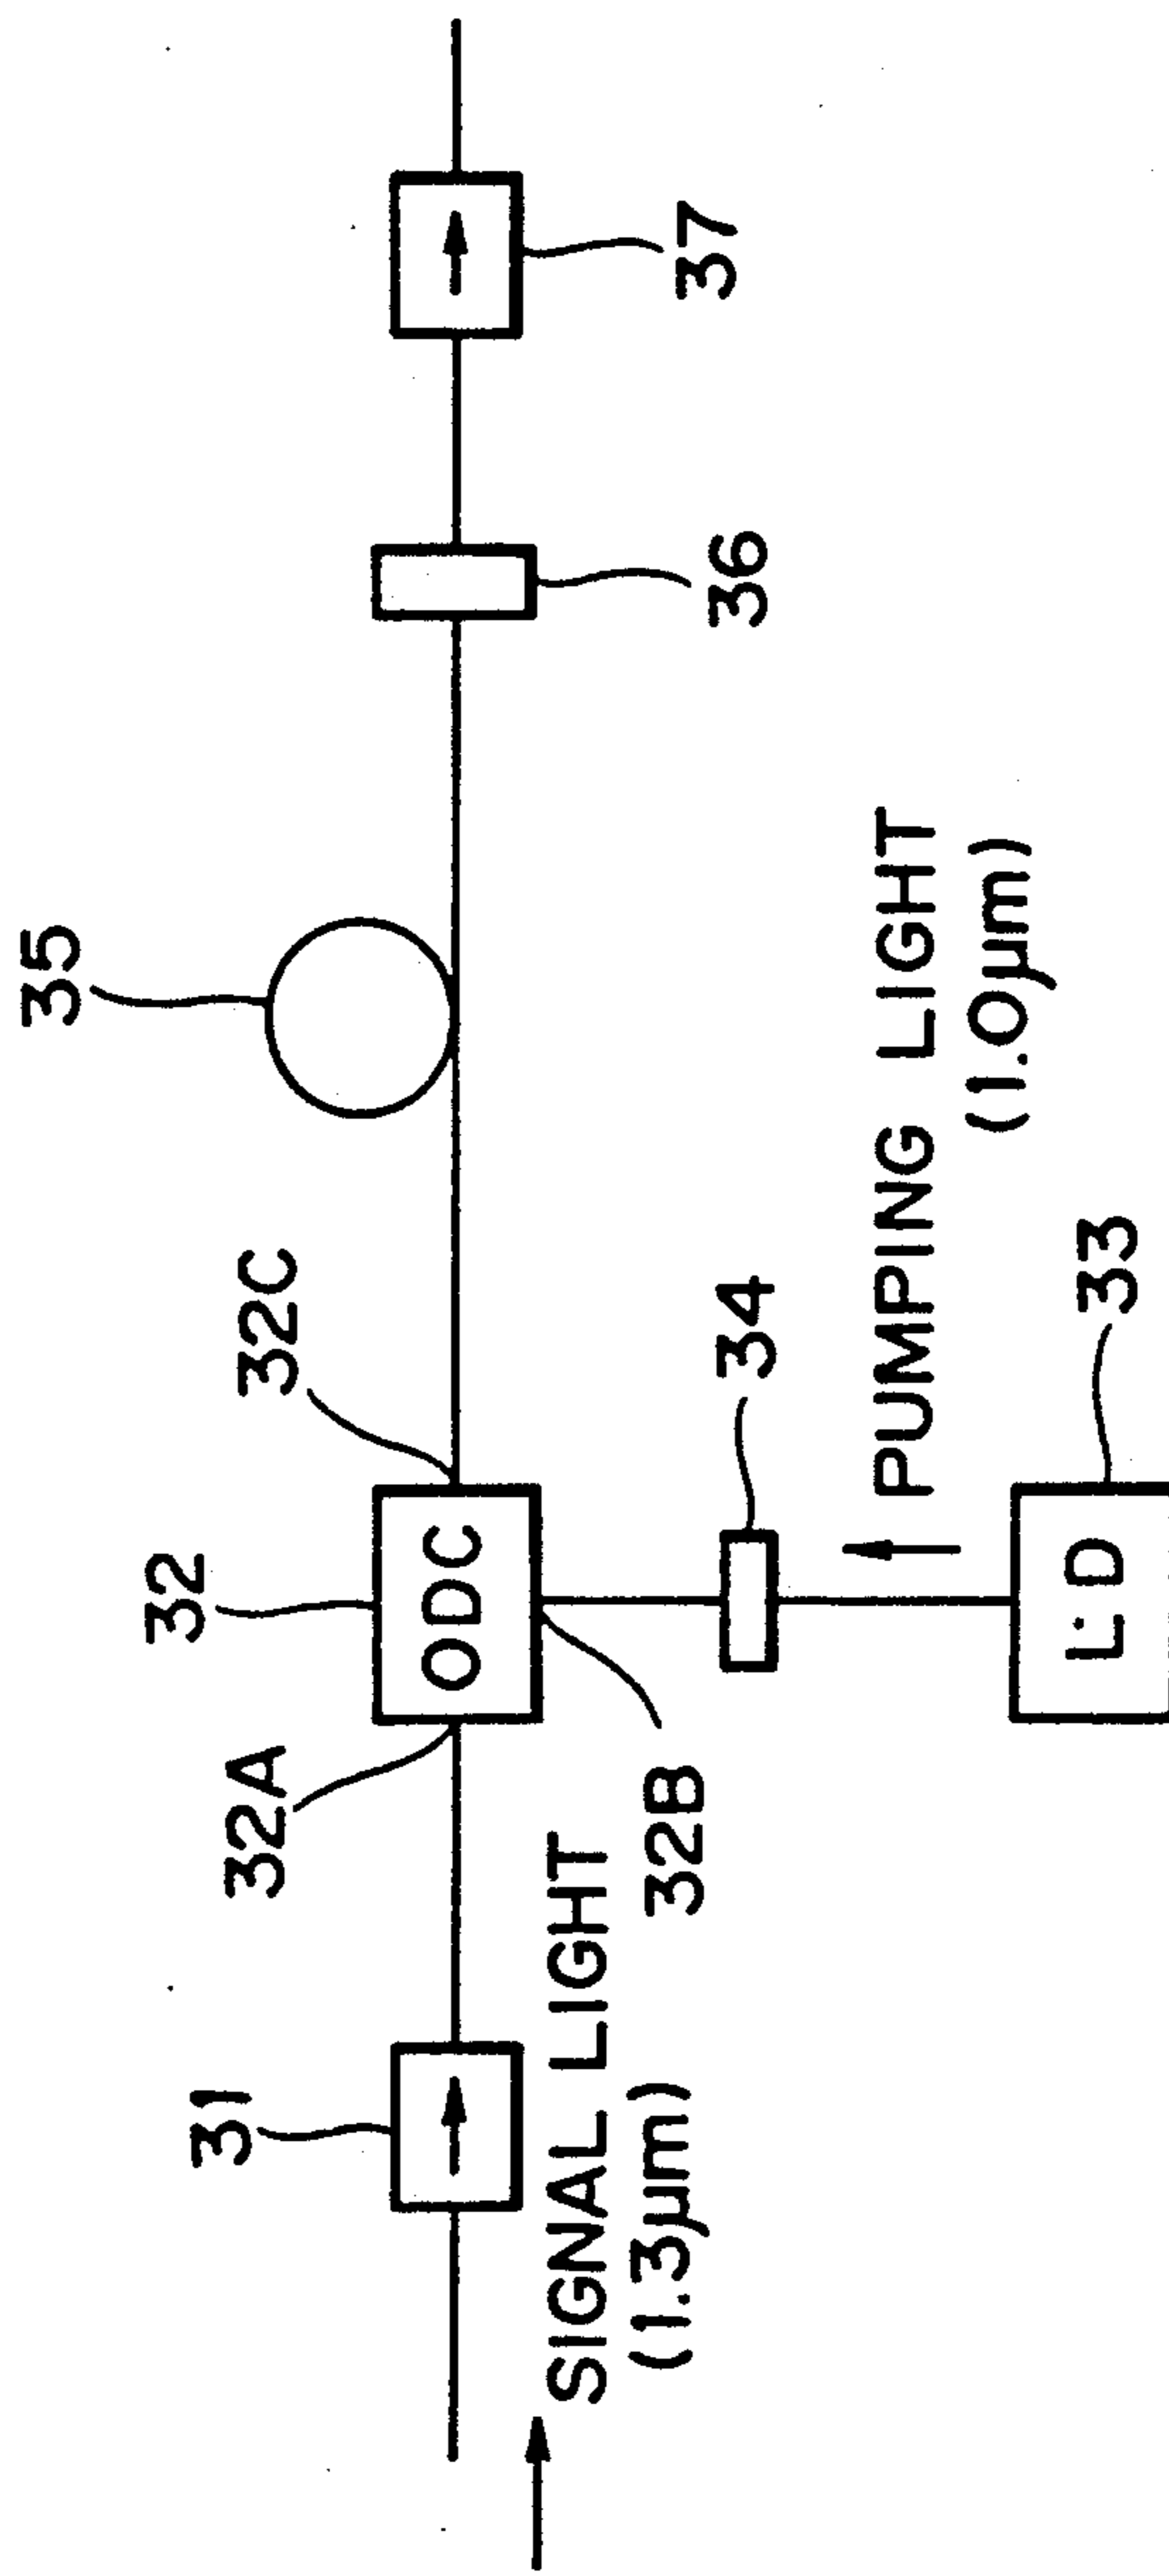 35
32C
32
32A
31
37
36
ODC
34
32B
SIGNAL LIGHT
(1.3μm)
PUMPING LIGHT
(1.0μm)
LD
33